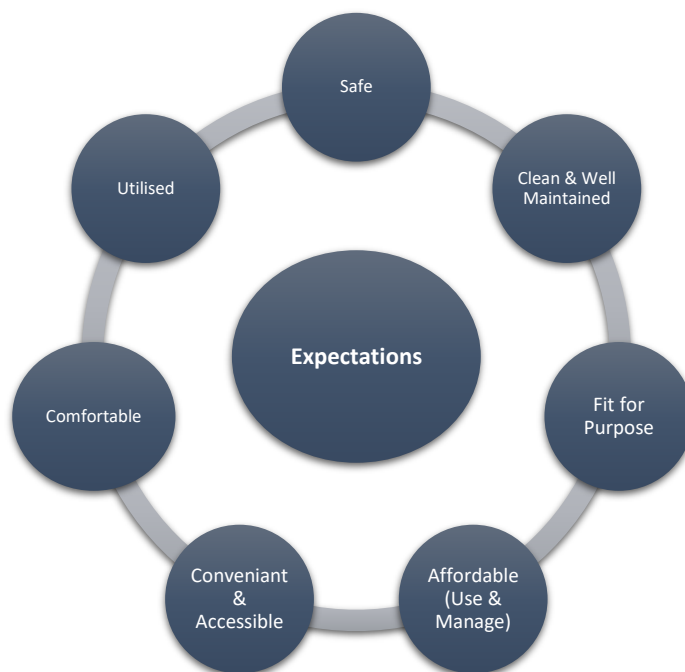 Safe
Clean & Well
Maintained
Fit for
Purpose
Affordable
(Use &
Manage)
Conveniant
&
Accessible
Comfortable
Utilised
Expectations